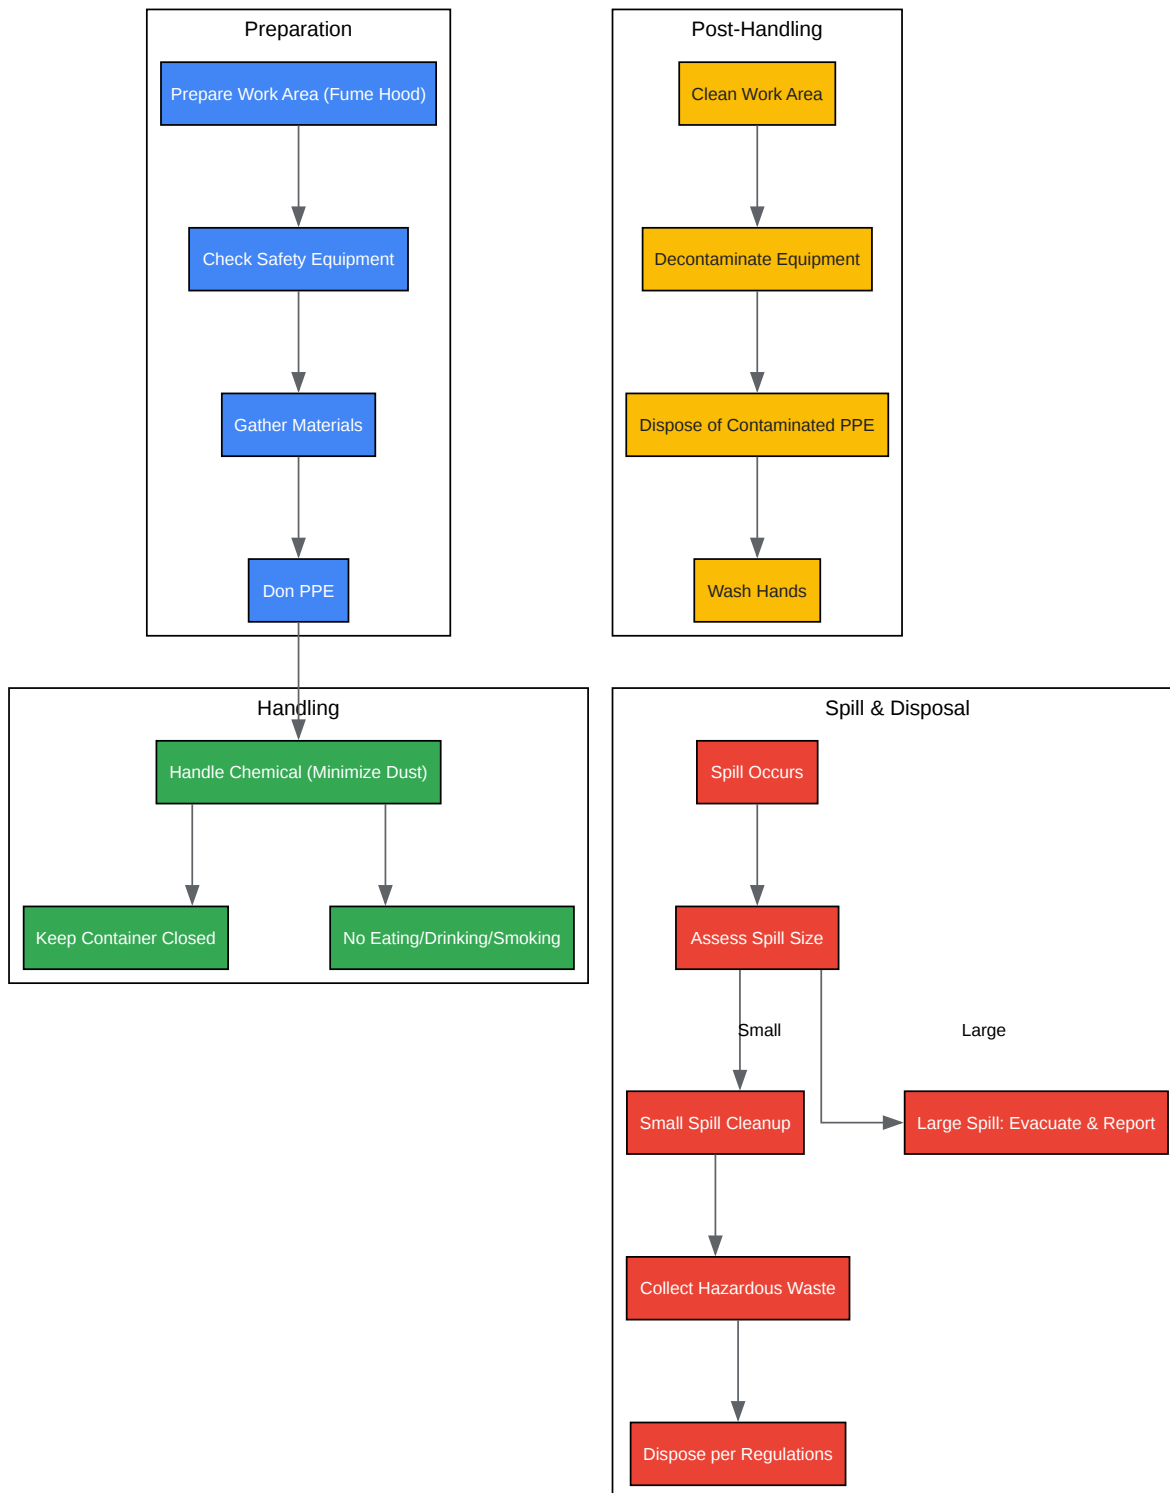 Preparation
Prepare Work Area (Fume Hood)
Check Safety Equipment
Gather Materials
Don PPE
Post-Handling
Clean Work Area
Decontaminate Equipment
Dispose of Contaminated PPE
Wash Hands
Handling
Handle Chemical (Minimize Dust)
Keep Container Closed
No Eating/Drinking/Smoking
Spill & Disposal
Spill Occurs
Assess Spill Size
Small
Large
Small Spill Cleanup
Large Spill: Evacuate & Report
Collect Hazardous Waste
Dispose per Regulations